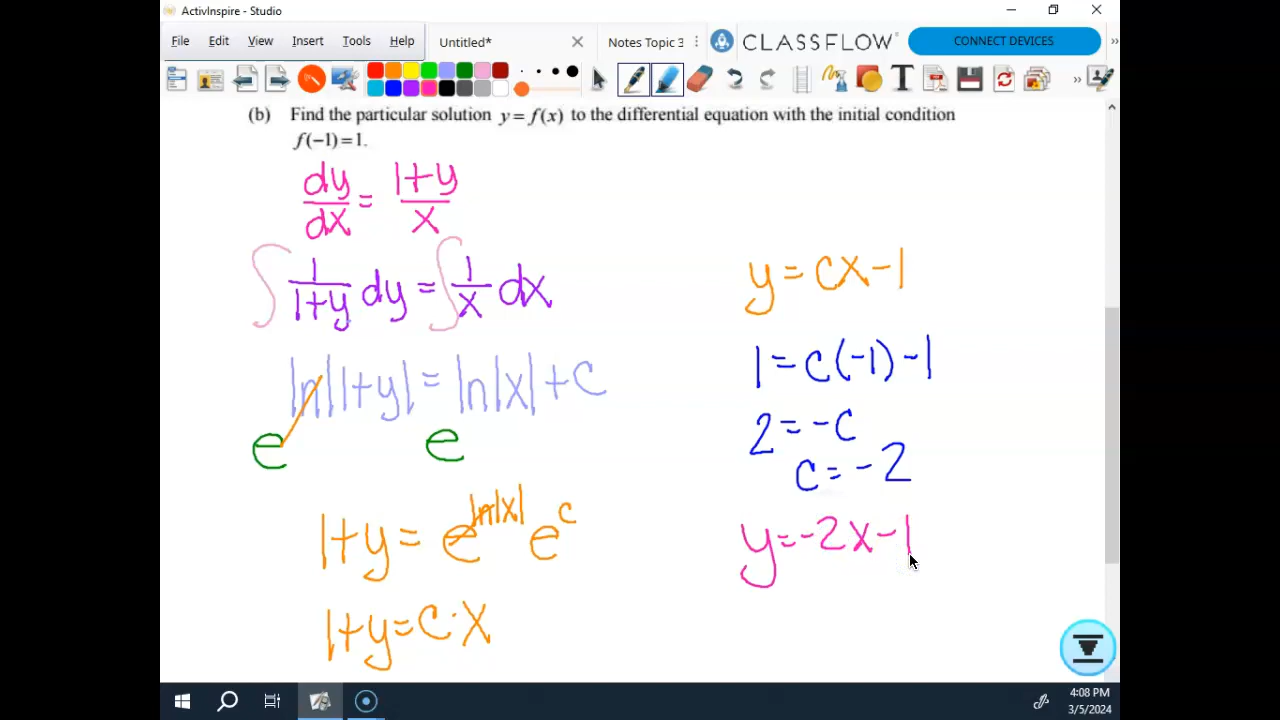 ActivInspire - Studio
File Edit View Insert Tools Help
Untitled*
Notes Topic 3
CLASSFLOW
CONNECT DEVICES
(b) Find the particular solution y = f(x) to the differential equation with the initial condition
f(−1) = 1.
dy/dx = (1+y)/x
∫ 1/(1+y) dy = ∫ 1/x dx
ln|1+y| = ln|x| + C
e e
1+y = e^{ln|x|} e^c
1+y = C·x
y = Cx − 1
1 = C(−1) − 1
2 = −C
C = −2
y = −2x − 1
4:08 PM
3/5/2024